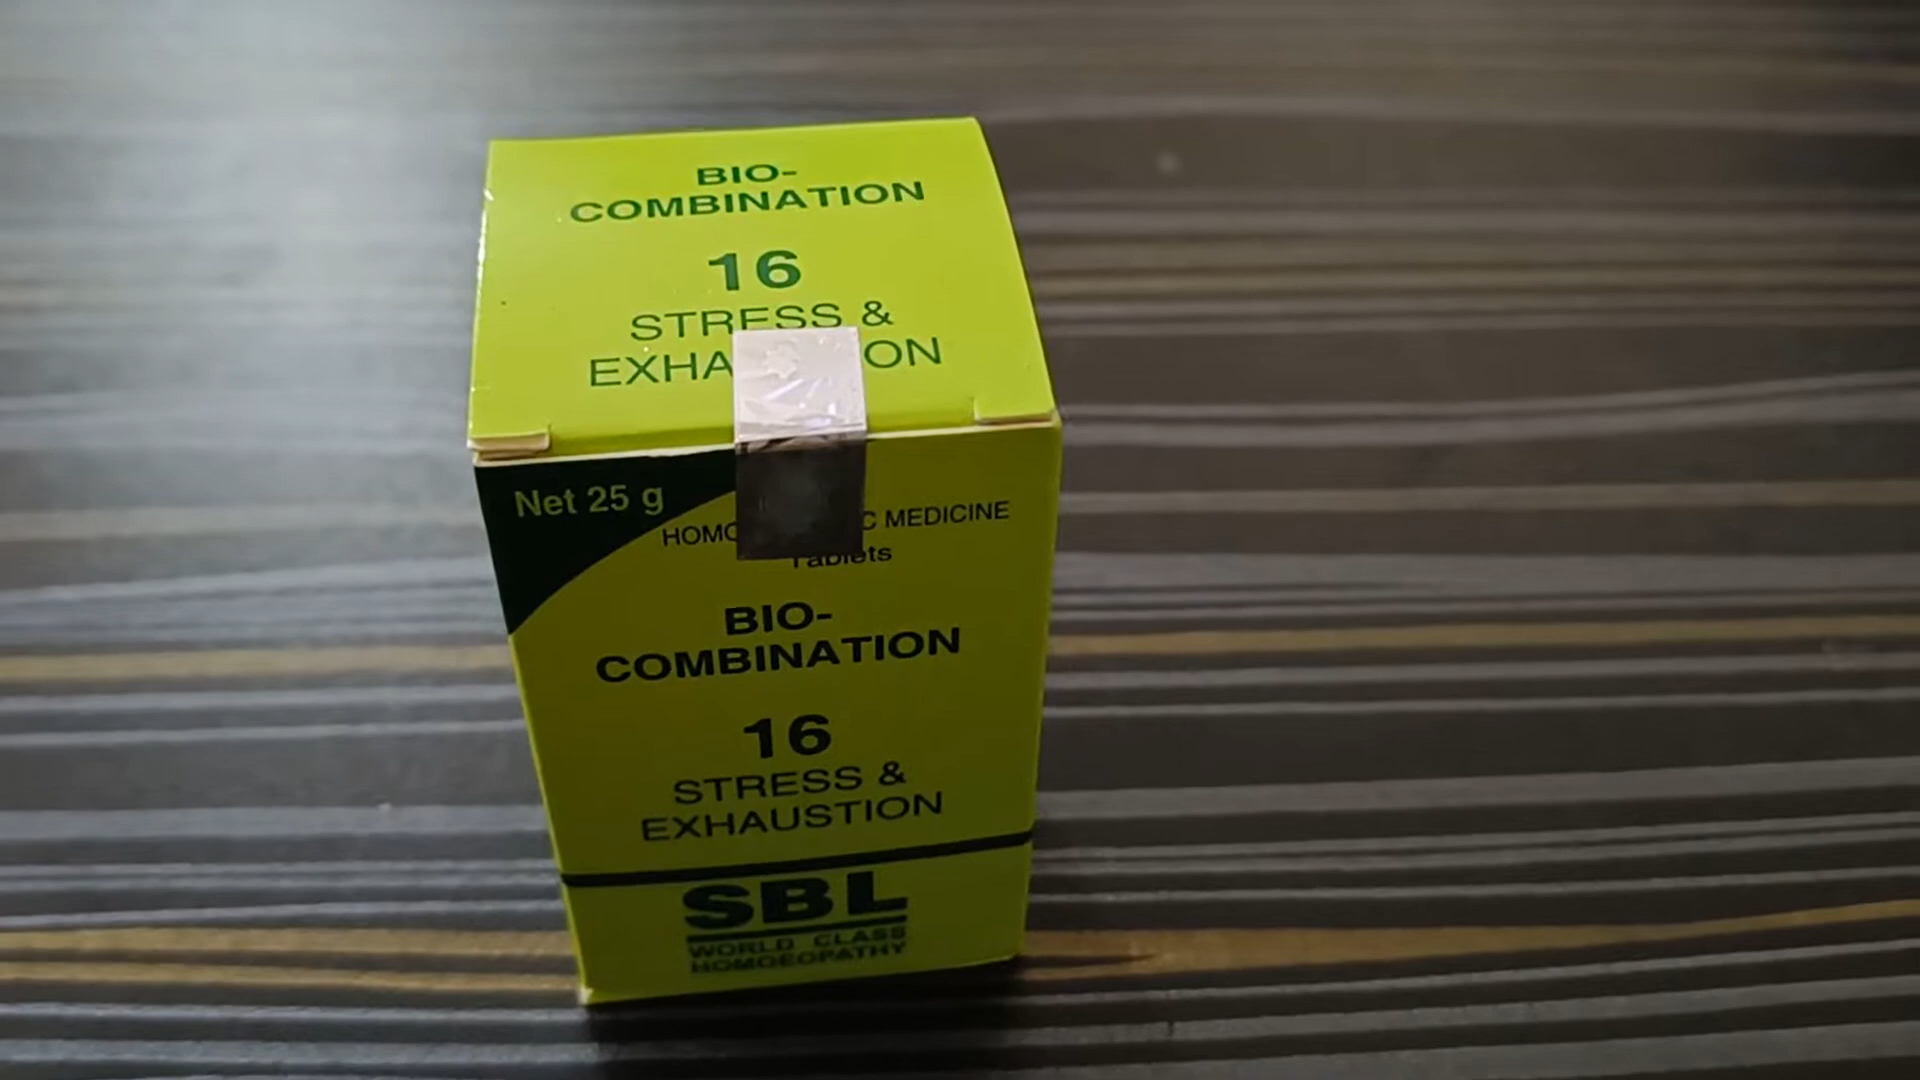 BIO-
COMBINATION
16
STRESS &
EXHA ON
Net 25 g
HOMO C MEDICINE
Tablets
BIO-
COMBINATION
16
STRESS &
EXHAUSTION
SBL
WORLD CLASS
HOMOEOPATHY